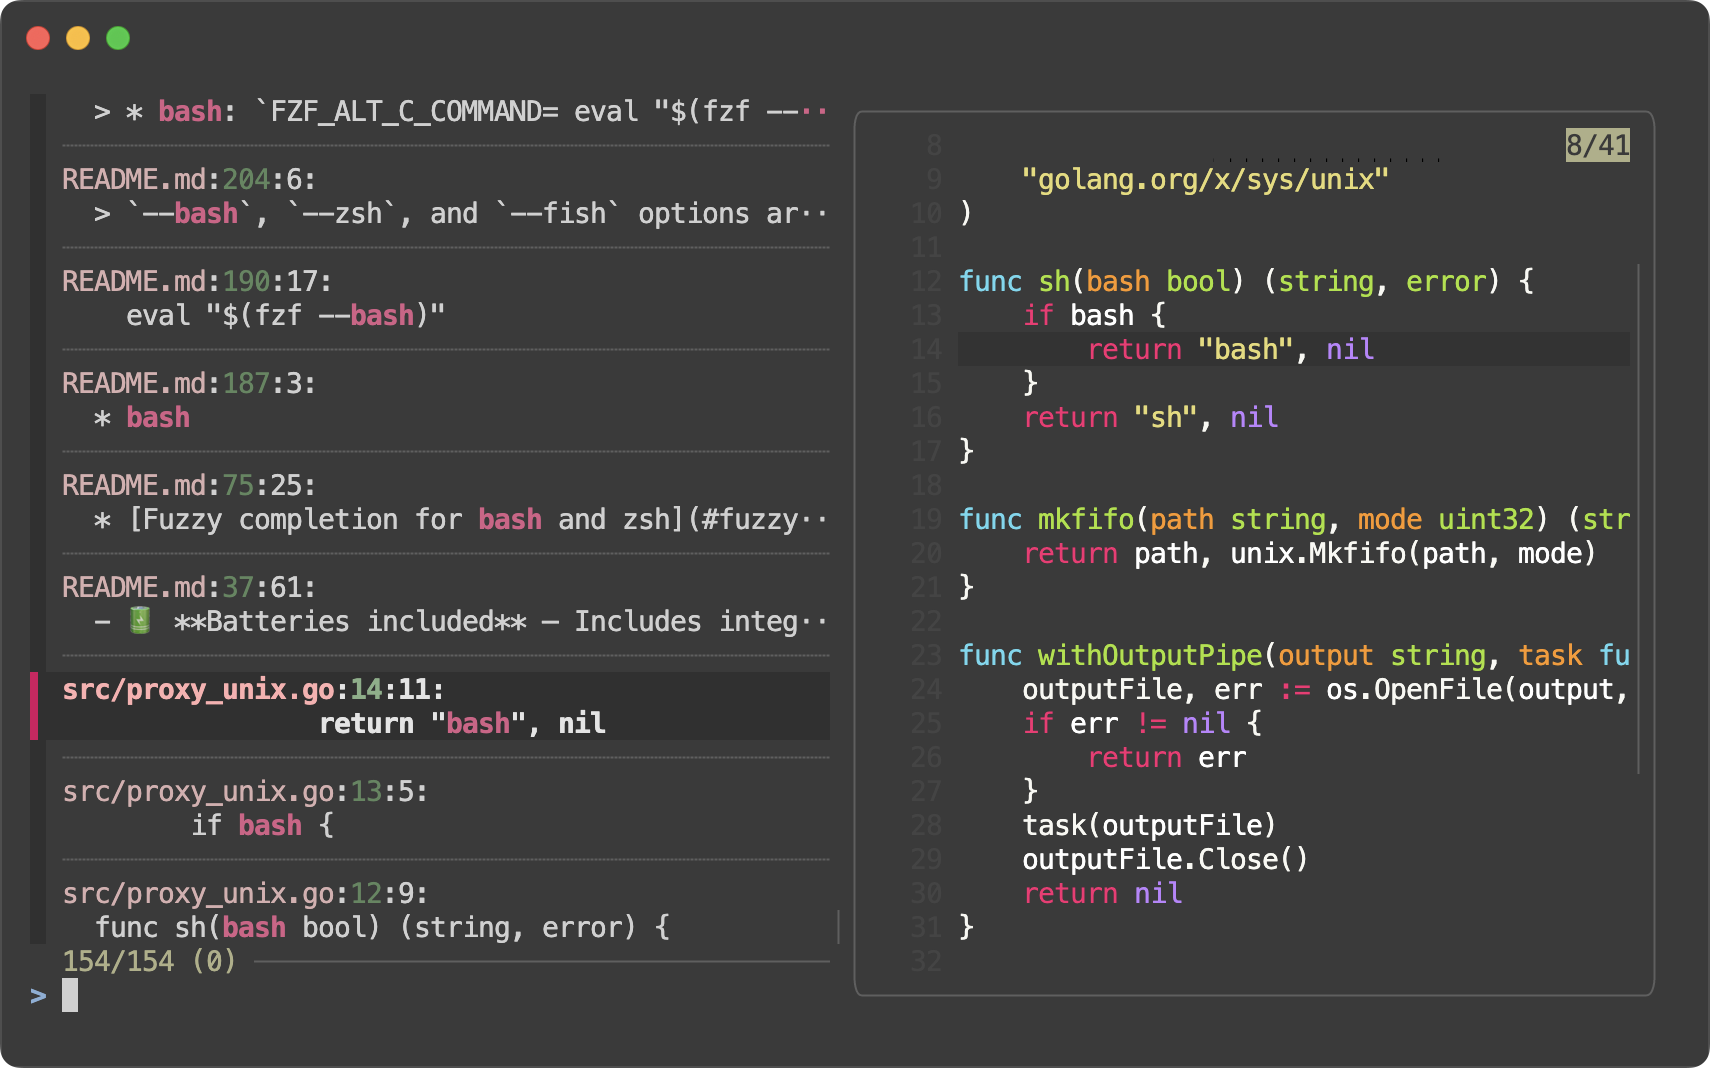 > * bash: `FZF_ALT_C_COMMAND= eval "$(fzf --··
README.md:204:6:
> `--bash`, `--zsh`, and `--fish` options ar··
README.md:190:17:
eval "$(fzf --bash)"
README.md:187:3:
* bash
README.md:75:25:
* [Fuzzy completion for bash and zsh](#fuzzy··
README.md:37:61:
- 🔋 **Batteries included** — Includes integ··
src/proxy_unix.go:14:11:
return "bash", nil
src/proxy_unix.go:13:5:
if bash {
src/proxy_unix.go:12:9:
func sh(bash bool) (string, error) {
154/154 (0)
>
8/41
8
9 "golang.org/x/sys/unix"
10 )
11
12 func sh(bash bool) (string, error) {
13 if bash {
14 return "bash", nil
15 }
16 return "sh", nil
17 }
18
19 func mkfifo(path string, mode uint32) (str
20 return path, unix.Mkfifo(path, mode)
21 }
22
23 func withOutputPipe(output string, task fu
24 outputFile, err := os.OpenFile(output,
25 if err != nil {
26 return err
27 }
28 task(outputFile)
29 outputFile.Close()
30 return nil
31 }
32